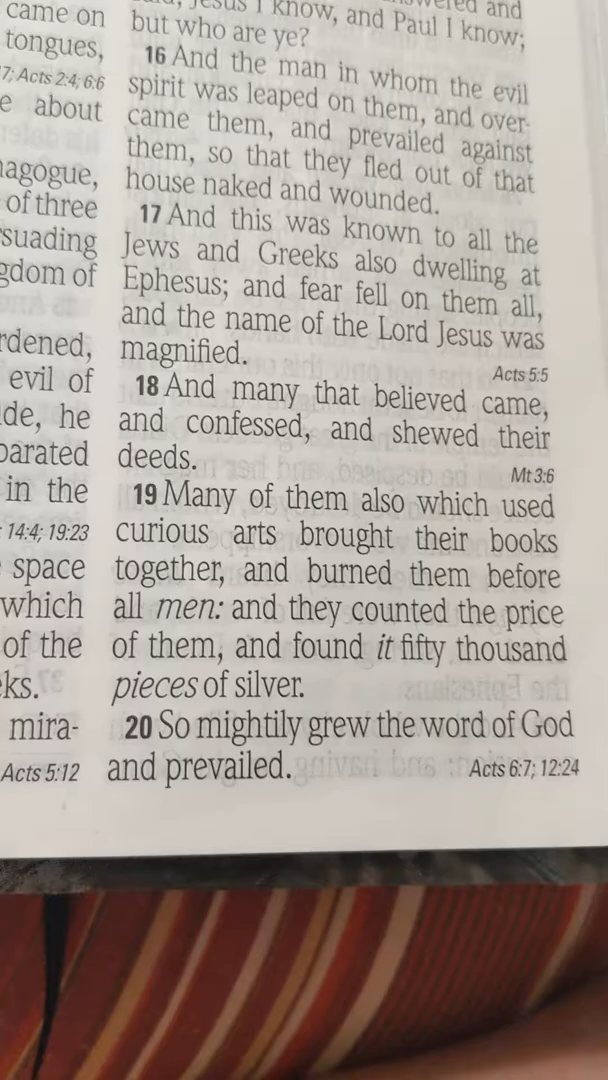 came on
tongues,
7; Acts 2:4; 6:6
e about
nagogue,
of three
suading
gdom of
rdened,
evil of
de, he
parated
in the
14:4; 19:23
space
which
of the
ks.
mira-
Acts 5:12
Jesus I know, and Paul I know;
but who are ye?
16 And the man in whom the evil
spirit was leaped on them, and over-
came them, and prevailed against
them, so that they fled out of that
house naked and wounded.
17 And this was known to all the
Jews and Greeks also dwelling at
Ephesus; and fear fell on them all,
and the name of the Lord Jesus was
magnified.
Acts 5:5
18 And many that believed came,
and confessed, and shewed their
deeds.
Mt 3:6
19 Many of them also which used
curious arts brought their books
together, and burned them before
all men: and they counted the price
of them, and found it fifty thousand
pieces of silver.
20 So mightily grew the word of God
and prevailed.
Acts 6:7; 12:24